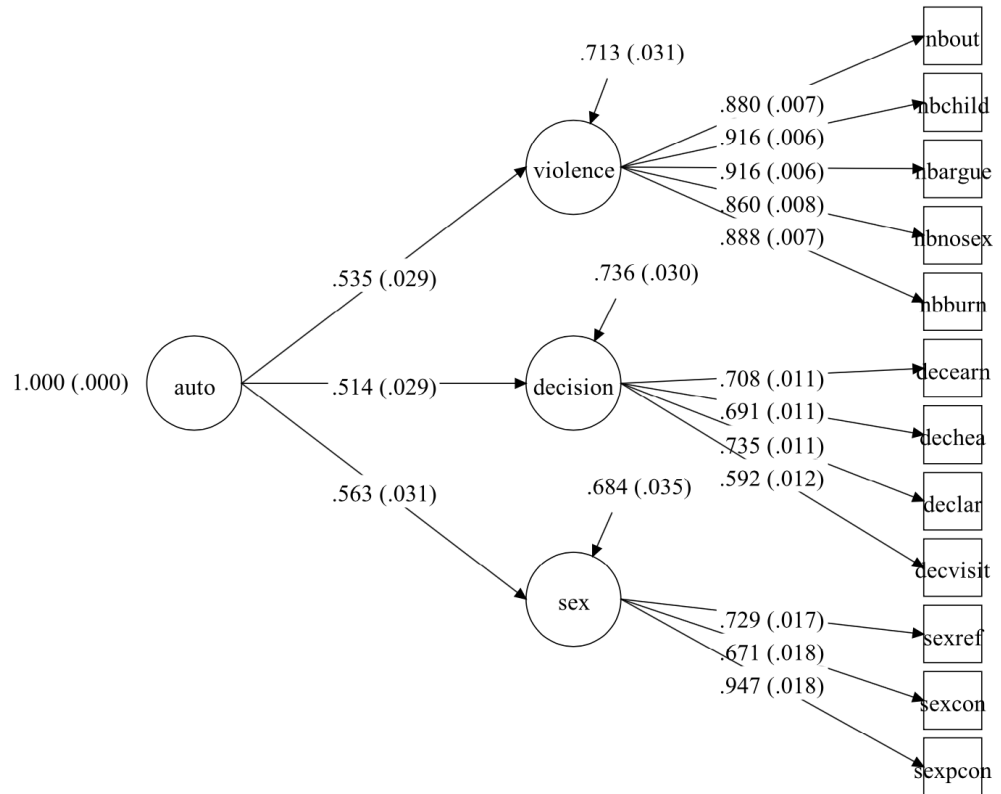 nbout
.713 (.031)
.880 (.007)
nbchild
.916 (.006)
violence
.916 (.006)
nbargue
.860 (.008)
.888 (.007)
nbnosex
.535 (.029)
.736 (.030)
nbburn
1.000 (.000)
auto
.514 (.029)
decision
.708 (.011)
decearn
.691 (.011)
dechea
.735 (.011)
.592 (.012)
declar
.563 (.031)
.684 (.035)
decvisit
sex
.729 (.017)
sexref
.671 (.018)
.947 (.018)
sexcon
sexpcon